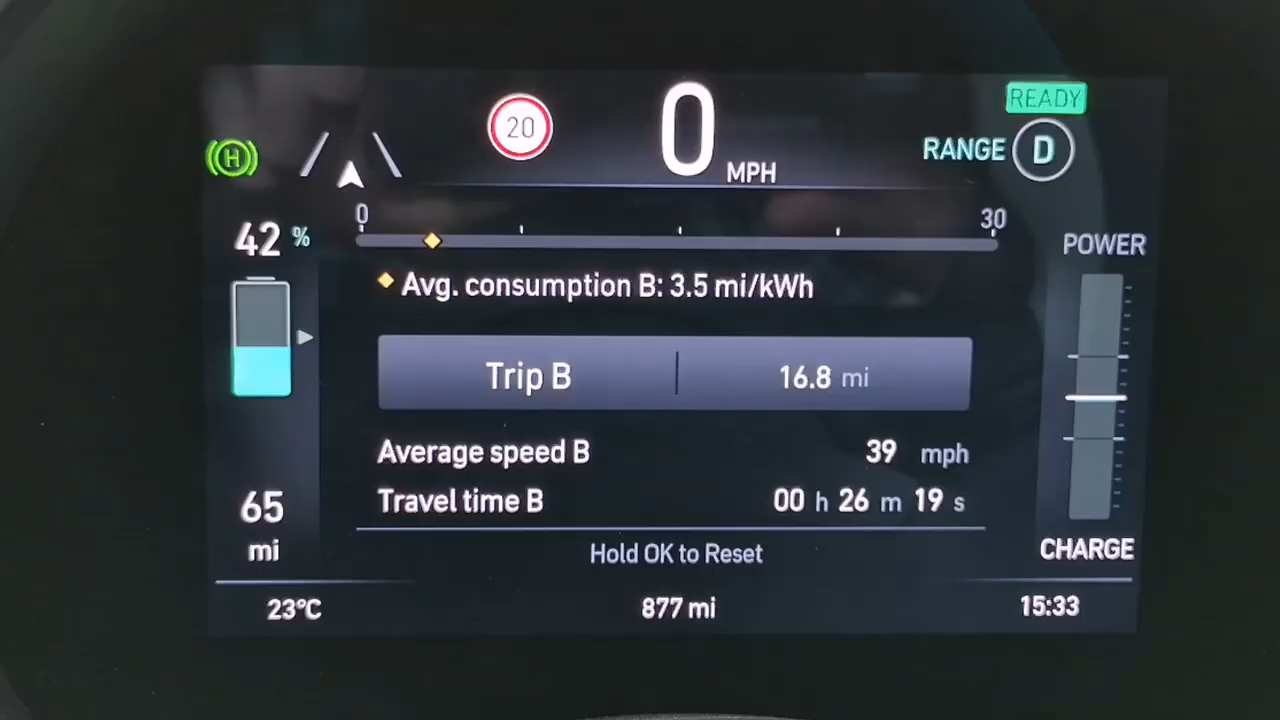 READY
20
0 MPH
RANGE D
H
42 %
0 30
POWER
Avg. consumption B: 3.5 mi/kWh
Trip B 16.8 mi
Average speed B 39 mph
Travel time B 00 h 26 m 19 s
65
mi
Hold OK to Reset
CHARGE
23°C 877 mi 15:33